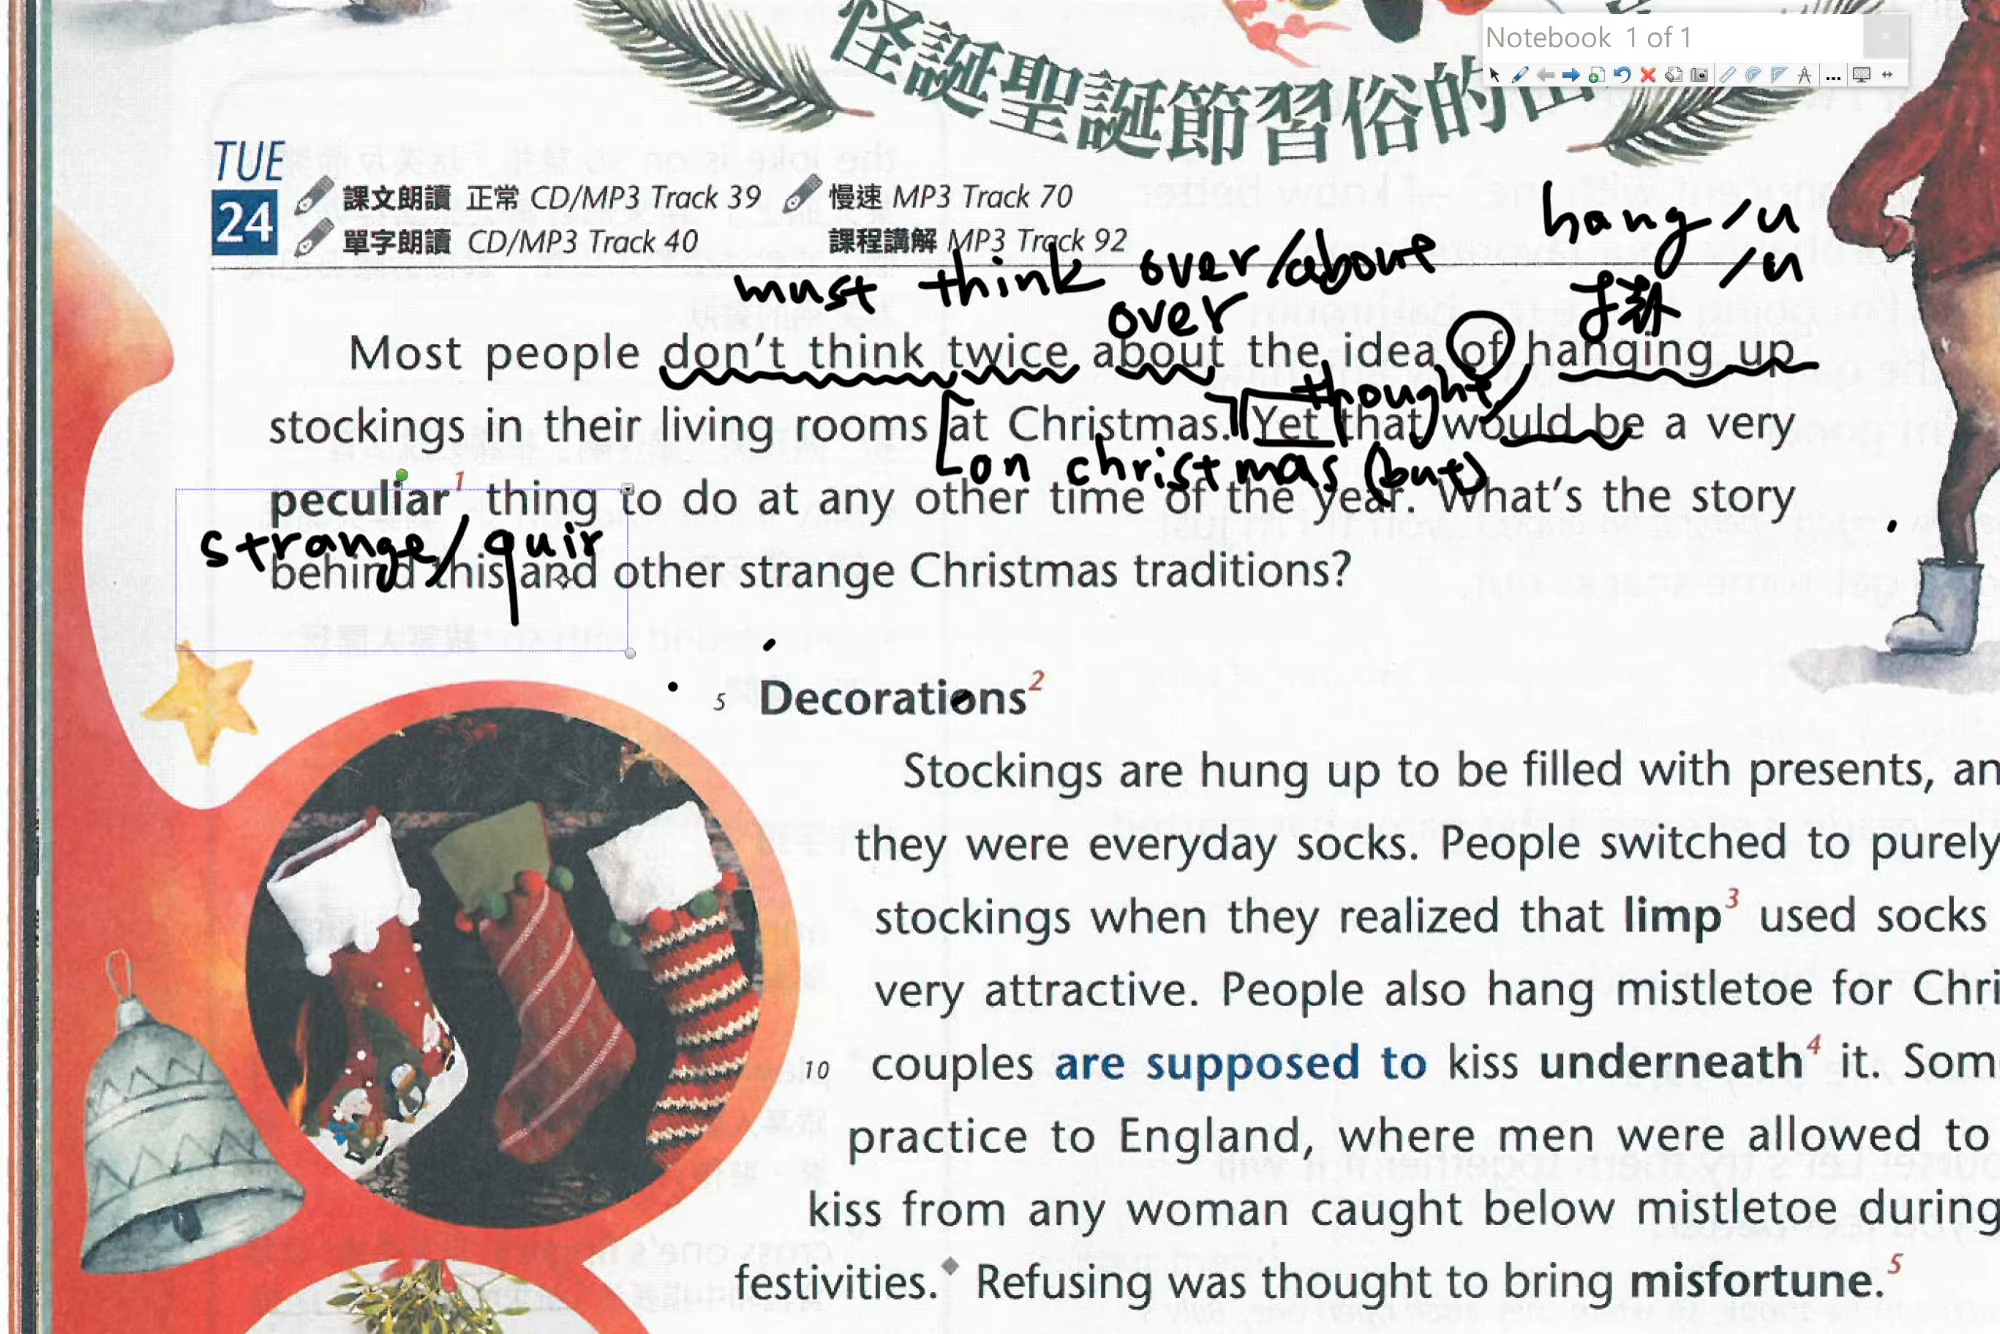 Notebook 1 of 1
怪誕聖誕節習俗的由
TUE
24
課文朗讀 正常 CD/MP3 Track 39 慢速 MP3 Track 70
單字朗讀 CD/MP3 Track 40 課程講解 MP3 Track 92
must think over/about
over
hang/u
/u
Most people don't think twice about the idea of hanging up
thought
stockings in their living rooms at Christmas. Yet that would be a very
on christmas (but)
peculiar1 thing to do at any other time of the year. What's the story
strange/quir
behind this and other strange Christmas traditions?
5 Decorations2
Stockings are hung up to be filled with presents, an
they were everyday socks. People switched to purely
stockings when they realized that limp3 used socks
very attractive. People also hang mistletoe for Chri
10 couples are supposed to kiss underneath4 it. Som
practice to England, where men were allowed to
kiss from any woman caught below mistletoe during
festivities.◆ Refusing was thought to bring misfortune.5